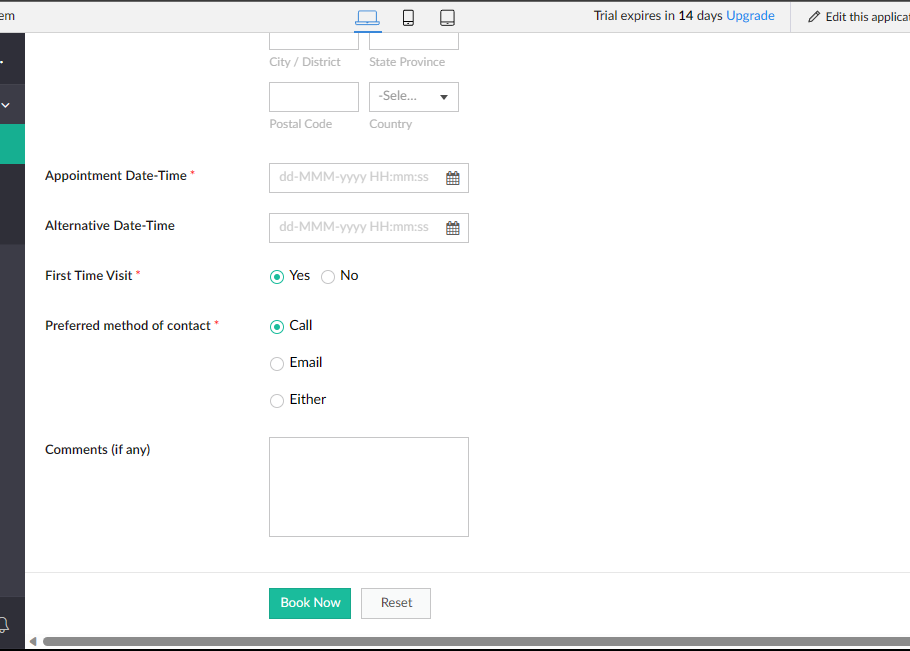 em
Trial expires in 14 days Upgrade
Edit this applicat
City / District
State Province
-Sele...
Postal Code
Country
Appointment Date-Time *
dd-MMM-yyyy HH:mm:ss
Alternative Date-Time
dd-MMM-yyyy HH:mm:ss
First Time Visit *
Yes
No
Preferred method of contact *
Call
Email
Either
Comments (if any)
Book Now
Reset